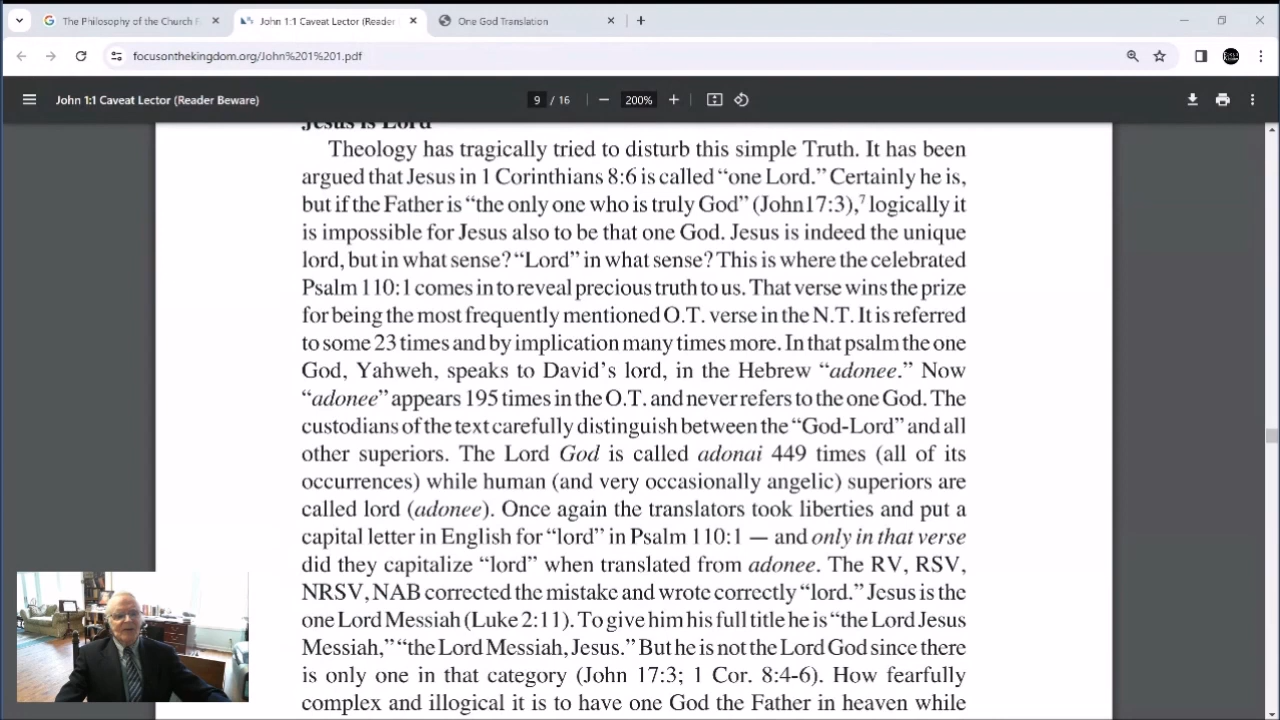 The Philosophy of the Church F
John 1:1 Caveat Lector (Reader
One God Translation
focusonthekingdom.org/John%201%201.pdf
John 1:1 Caveat Lector (Reader Beware)
9 / 16
200%
Jesus is Lord
Theology has tragically tried to disturb this simple Truth. It has been
argued that Jesus in 1 Corinthians 8:6 is called “one Lord.” Certainly he is,
but if the Father is “the only one who is truly God” (John17:3),7 logically it
is impossible for Jesus also to be that one God. Jesus is indeed the unique
lord, but in what sense? “Lord” in what sense? This is where the celebrated
Psalm 110:1 comes in to reveal precious truth to us. That verse wins the prize
for being the most frequently mentioned O.T. verse in the N.T. It is referred
to some 23 times and by implication many times more. In that psalm the one
God, Yahweh, speaks to David’s lord, in the Hebrew “adonee.” Now
“adonee” appears 195 times in the O.T. and never refers to the one God. The
custodians of the text carefully distinguish between the “God-Lord” and all
other superiors. The Lord God is called adonai 449 times (all of its
occurrences) while human (and very occasionally angelic) superiors are
called lord (adonee). Once again the translators took liberties and put a
capital letter in English for “lord” in Psalm 110:1 — and only in that verse
did they capitalize “lord” when translated from adonee. The RV, RSV,
NRSV, NAB corrected the mistake and wrote correctly “lord.” Jesus is the
one Lord Messiah (Luke 2:11). To give him his full title he is “the Lord Jesus
Messiah,” “the Lord Messiah, Jesus.” But he is not the Lord God since there
is only one in that category (John 17:3; 1 Cor. 8:4-6). How fearfully
complex and illogical it is to have one God the Father in heaven while